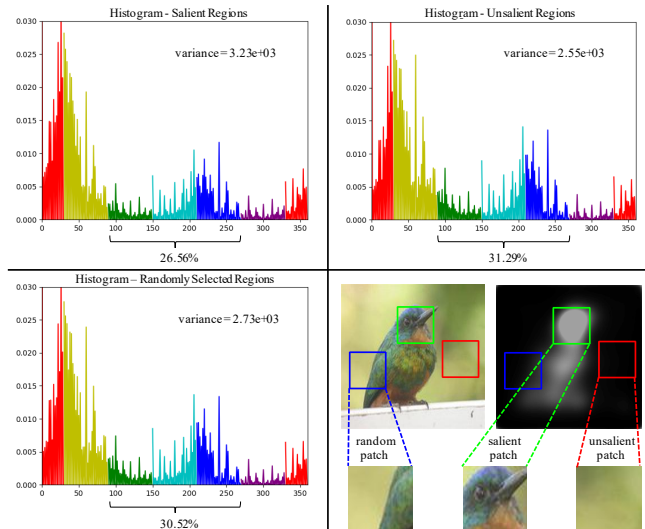 Histogram - Salient Regions
variance = 3.23e+03
0.030
0.025
0.020
0.015
0.010
0.005
0.000
0 50 100 150 200 250 300 350
26.56%
Histogram - Unsalient Regions
variance = 2.55e+03
0.030
0.025
0.020
0.015
0.010
0.005
0.000
0 50 100 150 200 250 300 350
31.29%
Histogram – Randomly Selected Regions
variance = 2.73e+03
0.030
0.025
0.020
0.015
0.010
0.005
0.000
0 50 100 150 200 250 300 350
30.52%
random salient unsalient
patch patch patch